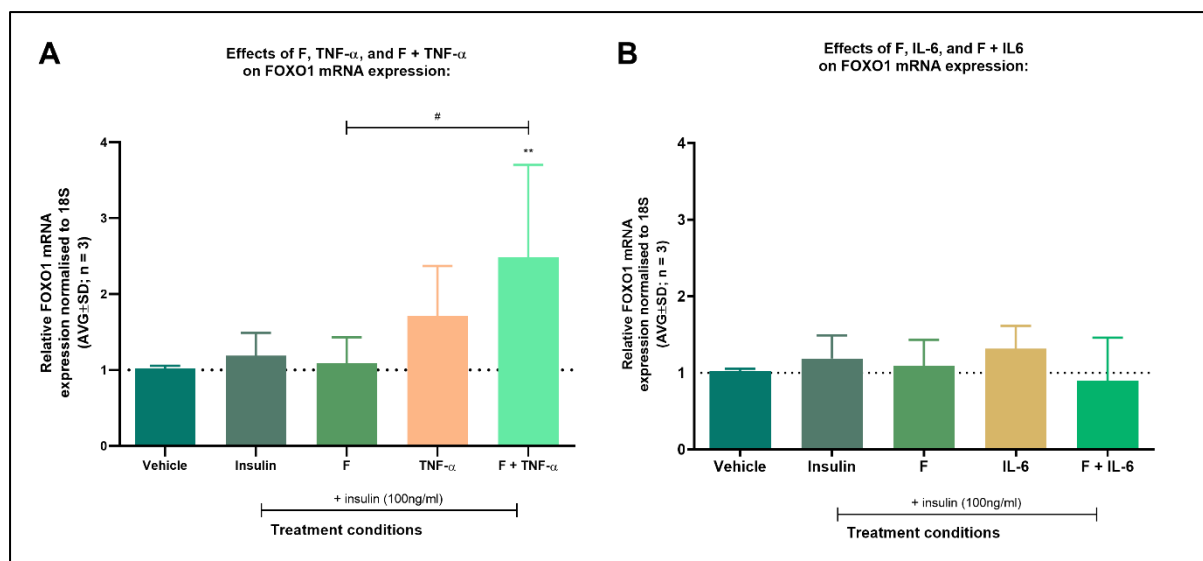 A
Effects of F, TNF-α, and F + TNF-α
on FOXO1 mRNA expression:
#
**
4
3
2
1
0
Relative FOXO1 mRNA
expression normalised to 18S
(AVG±SD; n = 3)
Vehicle
Insulin
F
TNF-α
F + TNF-α
+ insulin (100ng/ml)
Treatment conditions
B
Effects of F, IL-6, and F + IL6
on FOXO1 mRNA expression:
4
3
2
1
0
Relative FOXO1 mRNA
expression normalised to 18S
(AVG±SD; n = 3)
Vehicle
Insulin
F
IL-6
F + IL-6
+ insulin (100ng/ml)
Treatment conditions